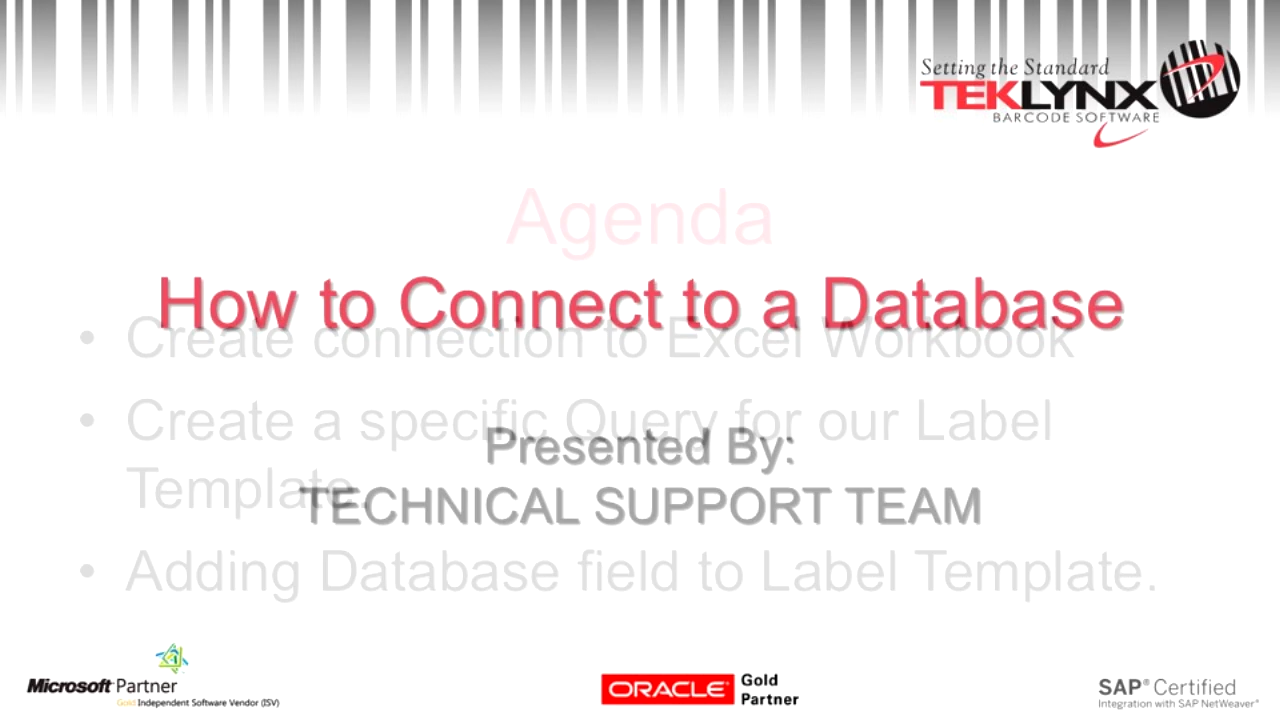 Setting the Standard
TEKLYNX
BARCODE SOFTWARE
Agenda
How to Connect to a Database
• Create connection to Excel Workbook
• Create a specific Query for our Label
Template.
Presented By:
TECHNICAL SUPPORT TEAM
• Adding Database field to Label Template.
Microsoft Partner
Gold Independent Software Vendor (ISV)
ORACLE Gold
Partner
SAP® Certified
Integration with SAP NetWeaver®